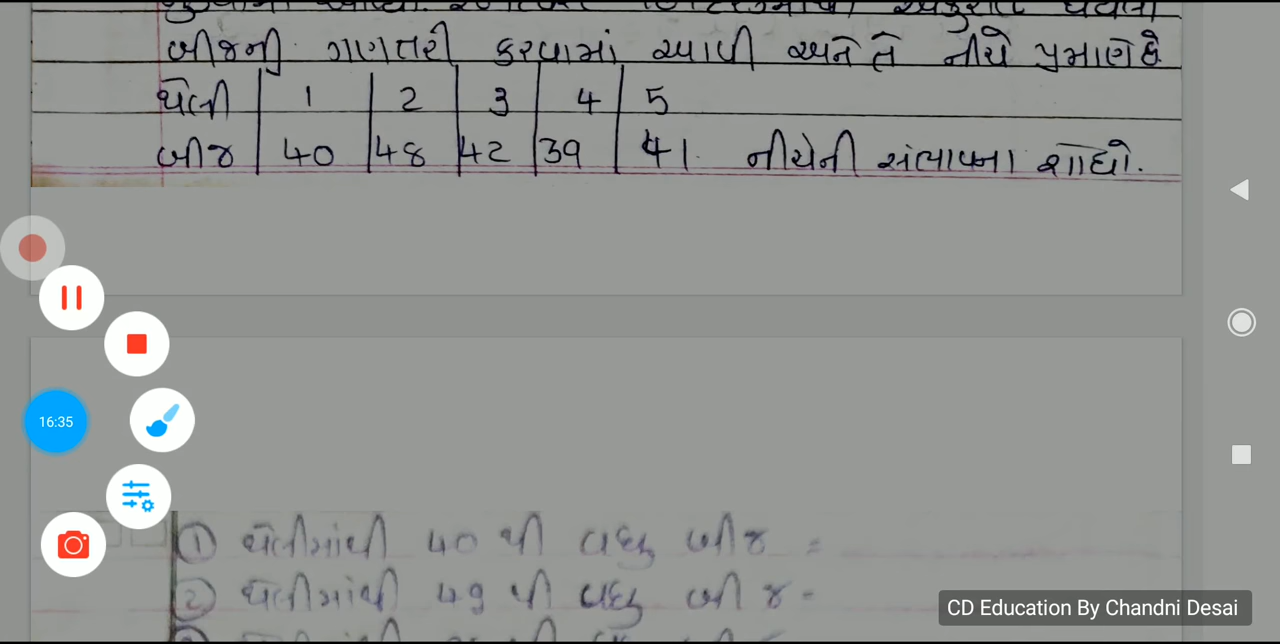 બીજની ગણતરી કરવામાં આવી અને તે નીચે પ્રમાણે છે
થેલી 1 2 3 4 5
બીજ 40 48 42 39 41. નીચેની સંભાવના શોધો.
16:35
① થેલીમાંથી 40 થી વધુ બીજ =
② થેલીમાંથી 49 થી વધુ બીજ =
CD Education By Chandni Desai